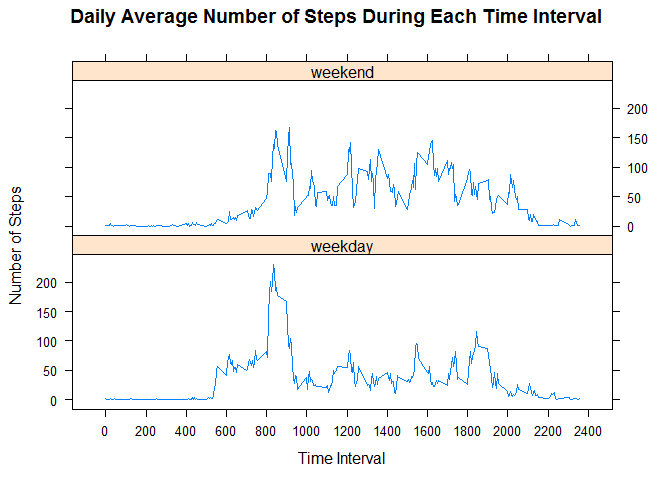 Daily Average Number of Steps During Each Time Interval
weekend
200
150
100
50
0
weekday
200
150
100
50
0
Number of Steps
0 200 400 600 800 1000 1200 1400 1600 1800 2000 2200 2400
Time Interval